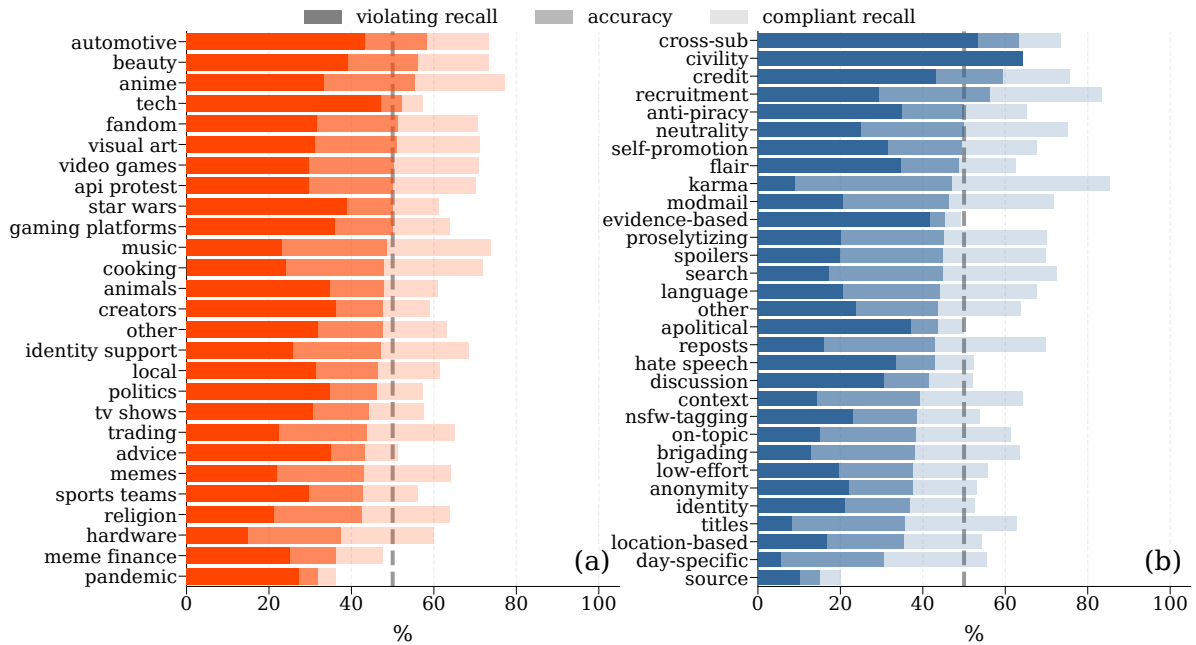 violating recall accuracy compliant recall
automotive
beauty
anime
tech
fandom
visual art
video games
api protest
star wars
gaming platforms
music
cooking
animals
creators
other
identity support
local
politics
tv shows
trading
advice
memes
sports teams
religion
hardware
meme finance
pandemic
(a)
0 20 40 60 80 100
%
cross-sub
civility
credit
recruitment
anti-piracy
neutrality
self-promotion
flair
karma
modmail
evidence-based
proselytizing
spoilers
search
language
other
apolitical
reposts
hate speech
discussion
context
nsfw-tagging
on-topic
brigading
low-effort
anonymity
identity
titles
location-based
day-specific
source
(b)
0 20 40 60 80 100
%